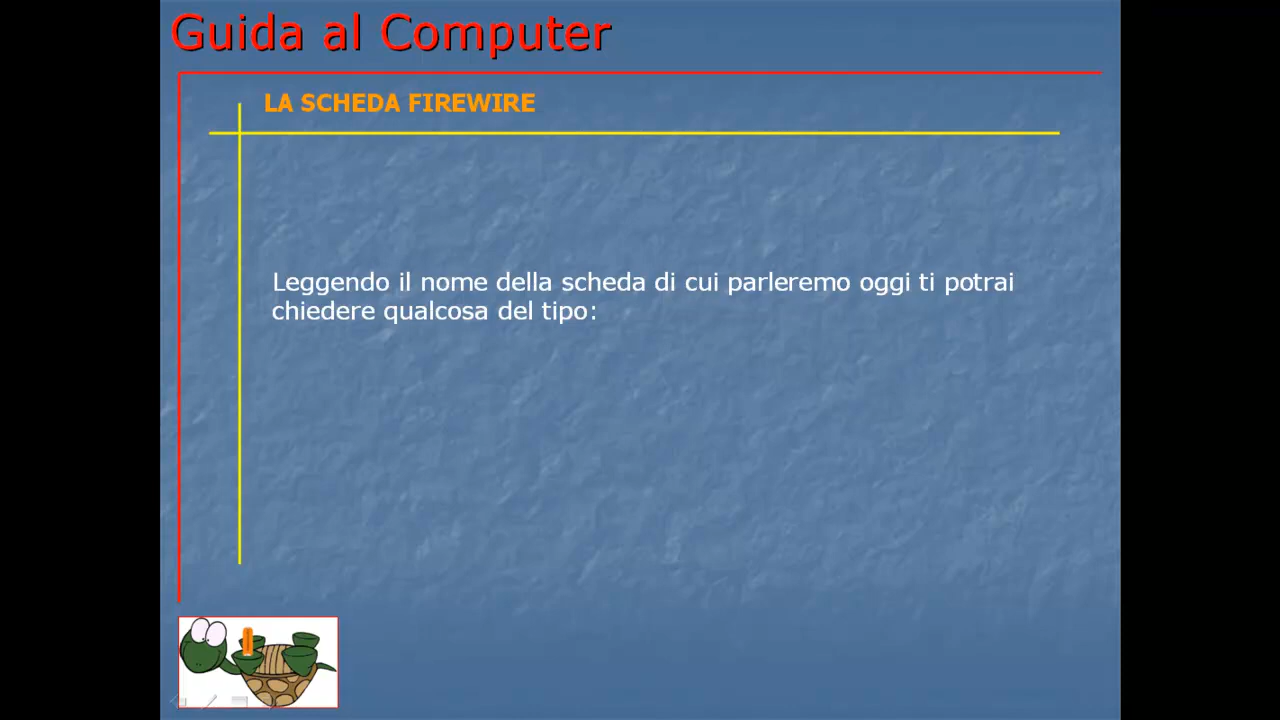 Guida al Computer
LA SCHEDA FIREWIRE
Leggendo il nome della scheda di cui parleremo oggi ti potrai
chiedere qualcosa del tipo: